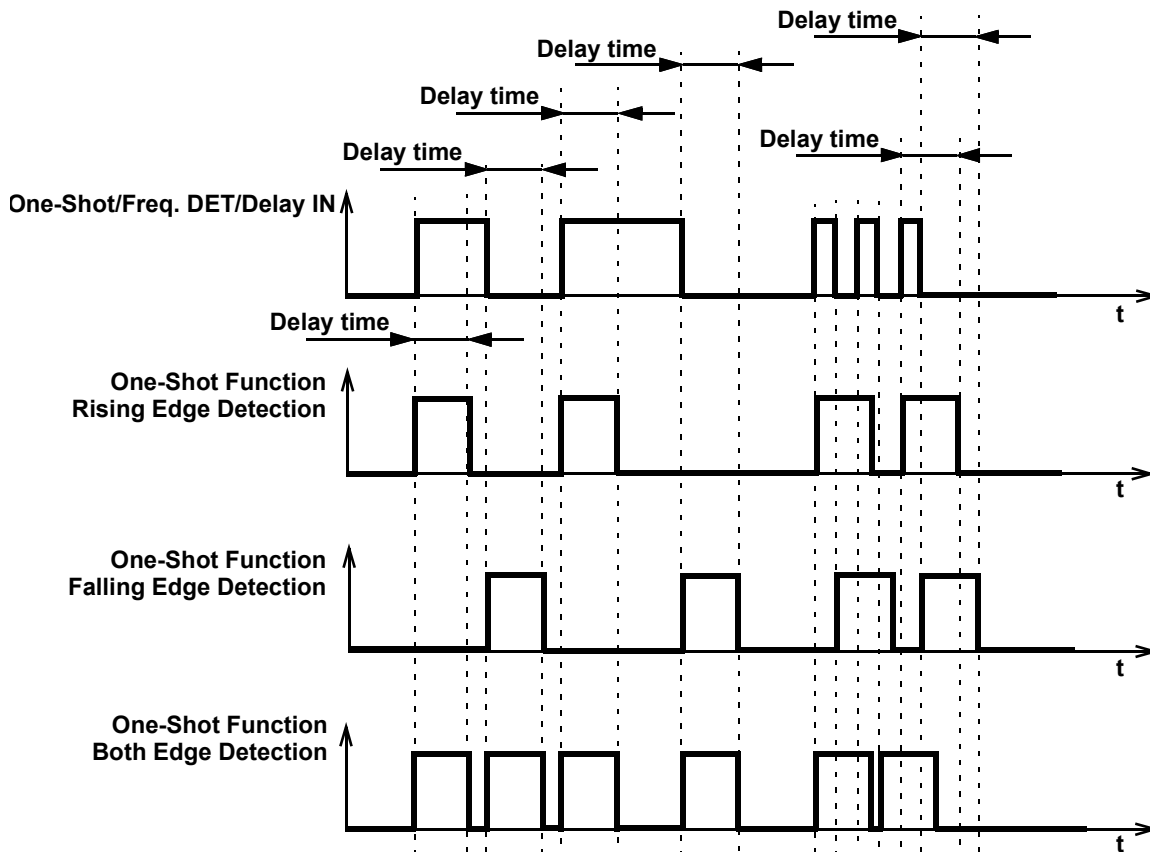 Delay time
Delay time
Delay time
Delay time
Delay time
One-Shot/Freq. DET/Delay IN
t
Delay time
One-Shot Function
Rising Edge Detection
t
One-Shot Function
Falling Edge Detection
t
One-Shot Function
Both Edge Detection
t